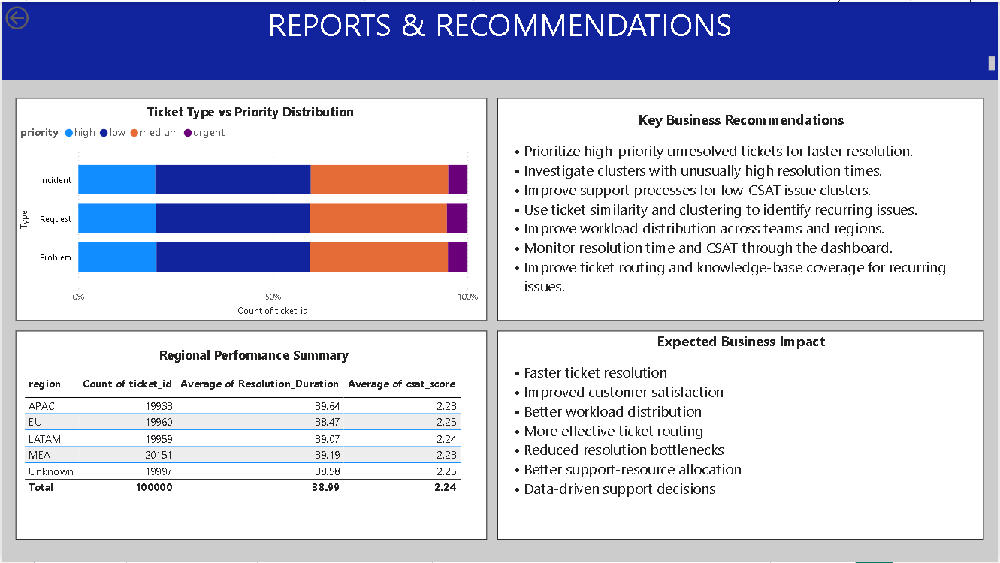 REPORTS & RECOMMENDATIONS
Ticket Type vs Priority Distribution
priority high low medium urgent
Incident
Request
Problem
Type
0% 50% 100%
Count of ticket_id
Key Business Recommendations
• Prioritize high-priority unresolved tickets for faster resolution.
• Investigate clusters with unusually high resolution times.
• Improve support processes for low-CSAT issue clusters.
• Use ticket similarity and clustering to identify recurring issues.
• Improve workload distribution across teams and regions.
• Monitor resolution time and CSAT through the dashboard.
• Improve ticket routing and knowledge-base coverage for recurring
issues.
Regional Performance Summary
region Count of ticket_id Average of Resolution_Duration Average of csat_score
APAC 19933 39.64 2.23
EU 19960 38.47 2.25
LATAM 19959 39.07 2.24
MEA 20151 39.19 2.23
Unknown 19997 38.58 2.25
Total 100000 38.99 2.24
Expected Business Impact
• Faster ticket resolution
• Improved customer satisfaction
• Better workload distribution
• More effective ticket routing
• Reduced resolution bottlenecks
• Better support-resource allocation
• Data-driven support decisions